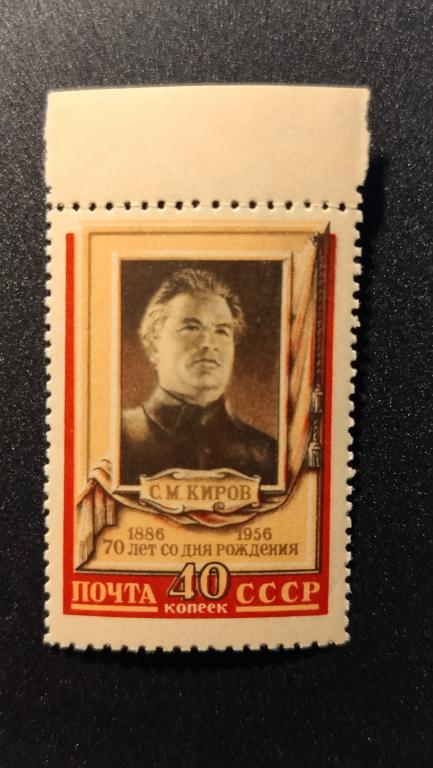 С. М. КИРОВ
1886 1956
70 лет со дня рождения
ПОЧТА 40 СССР
копеек